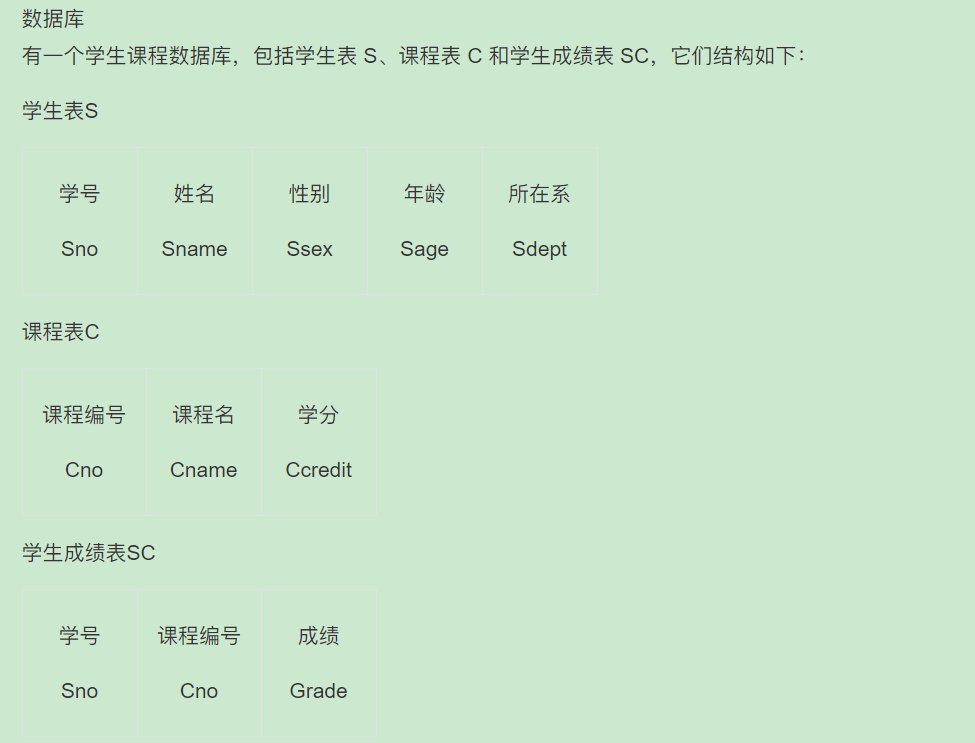 数据库
有一个学生课程数据库，包括学生表 S、课程表 C 和学生成绩表 SC，它们结构如下：
学生表S
学号 姓名 性别 年龄 所在系
Sno Sname Ssex Sage Sdept
课程表C
课程编号 课程名 学分
Cno Cname Ccredit
学生成绩表SC
学号 课程编号 成绩
Sno Cno Grade